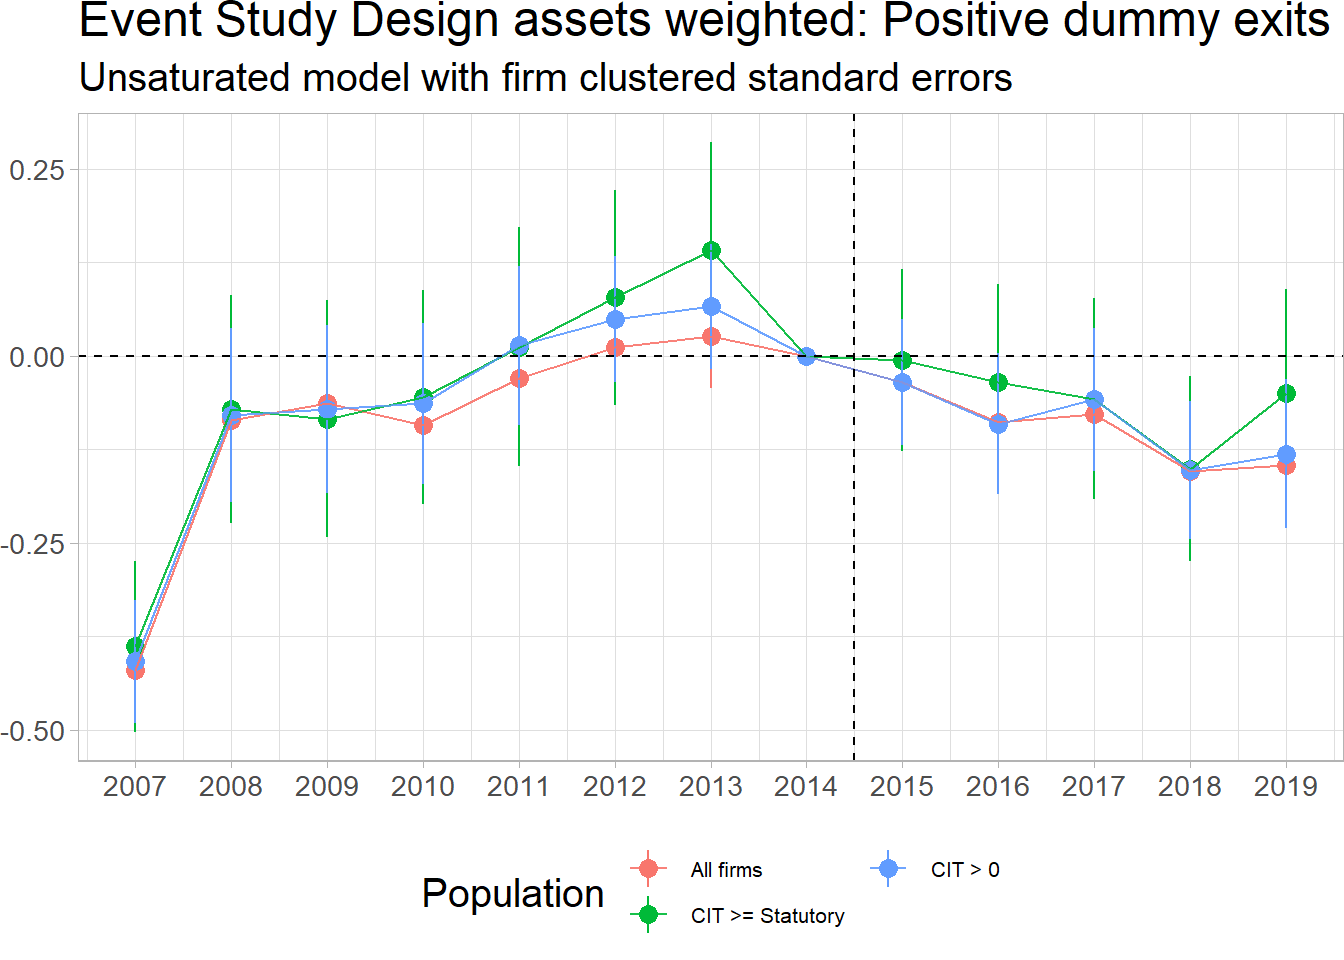 Event Study Design assets weighted: Positive dummy exits
Unsaturated model with firm clustered standard errors
0.25
0.00
-0.25
-0.50
2007 2008 2009 2010 2011 2012 2013 2014 2015 2016 2017 2018 2019
Population
All firms
CIT > 0
CIT >= Statutory